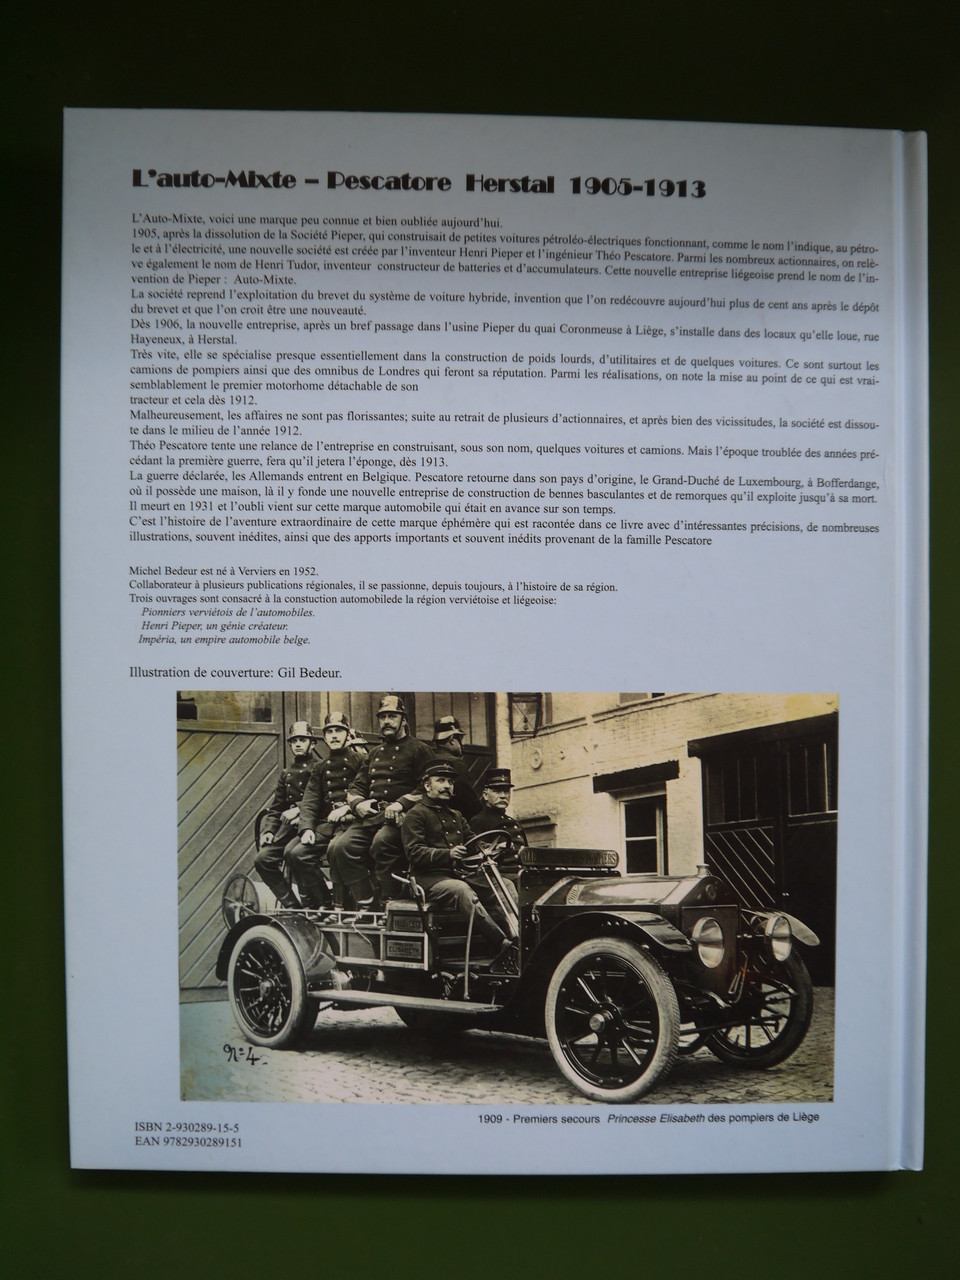 L'auto-Mixte – Pescatore Herstal 1905-1913
L'Auto-Mixte, voici une marque peu connue et bien oubliée aujourd'hui.
1905, après la dissolution de la Société Pieper, qui construisait de petites voitures pétroléo-électriques fonctionnant, comme le nom l'indique, au pétro-
le et à l'électricité, une nouvelle société est créée par l'inventeur Henri Pieper et l'ingénieur Théo Pescatore. Parmi les nombreux actionnaires, on relè-
ve également le nom de Henri Tudor, inventeur constructeur de batteries et d'accumulateurs. Cette nouvelle entreprise liégeoise prend le nom de l'in-
vention de Pieper : Auto-Mixte.
La société reprend l'exploitation du brevet du système de voiture hybride, invention que l'on redécouvre aujourd'hui plus de cent ans après le dépôt
du brevet et que l'on croit être une nouveauté.
Dès 1906, la nouvelle entreprise, après un bref passage dans l'usine Pieper du quai Coronmeuse à Liège, s'installe dans des locaux qu'elle loue, rue
Hayeneux, à Herstal.
Très vite, elle se spécialise presque essentiellement dans la construction de poids lourds, d'utilitaires et de quelques voitures. Ce sont surtout les
camions de pompiers ainsi que des omnibus de Londres qui feront sa réputation. Parmi les réalisations, on note la mise au point de ce qui est vrai-
semblablement le premier motorhome détachable de son
tracteur et cela dès 1912.
Malheureusement, les affaires ne sont pas florissantes; suite au retrait de plusieurs d'actionnaires, et après bien des vicissitudes, la société est dissou-
te dans le milieu de l'année 1912.
Théo Pescatore tente une relance de l'entreprise en construisant, sous son nom, quelques voitures et camions. Mais l'époque troublée des années pré-
cédant la première guerre, fera qu'il jetera l'éponge, dès 1913.
La guerre déclarée, les Allemands entrent en Belgique. Pescatore retourne dans son pays d'origine, le Grand-Duché de Luxembourg, à Bofferdange,
où il possède une maison, là il y fonde une nouvelle entreprise de construction de bennes basculantes et de remorques qu'il exploite jusqu'à sa mort.
Il meurt en 1931 et l'oubli vient sur cette marque automobile qui était en avance sur son temps.
C'est l'histoire de l'aventure extraordinaire de cette marque éphémère qui est racontée dans ce livre avec d'intéressantes précisions, de nombreuses
illustrations, souvent inédites, ainsi que des apports importants et souvent inédits provenant de la famille Pescatore
Michel Bedeur est né à Verviers en 1952.
Collaborateur à plusieurs publications régionales, il se passionne, depuis toujours, à l'histoire de sa région.
Trois ouvrages sont consacré à la constuction automobilede la région verviétoise et liégeoise:
Pionniers verviétois de l'automobiles.
Henri Pieper, un génie créateur.
Impéria, un empire automobile belge.
Illustration de couverture: Gil Bedeur.
ELISABETH
N=4
1909 - Premiers secours Princesse Elisabeth des pompiers de Liège
ISBN 2-930289-15-5
EAN 9782930289151